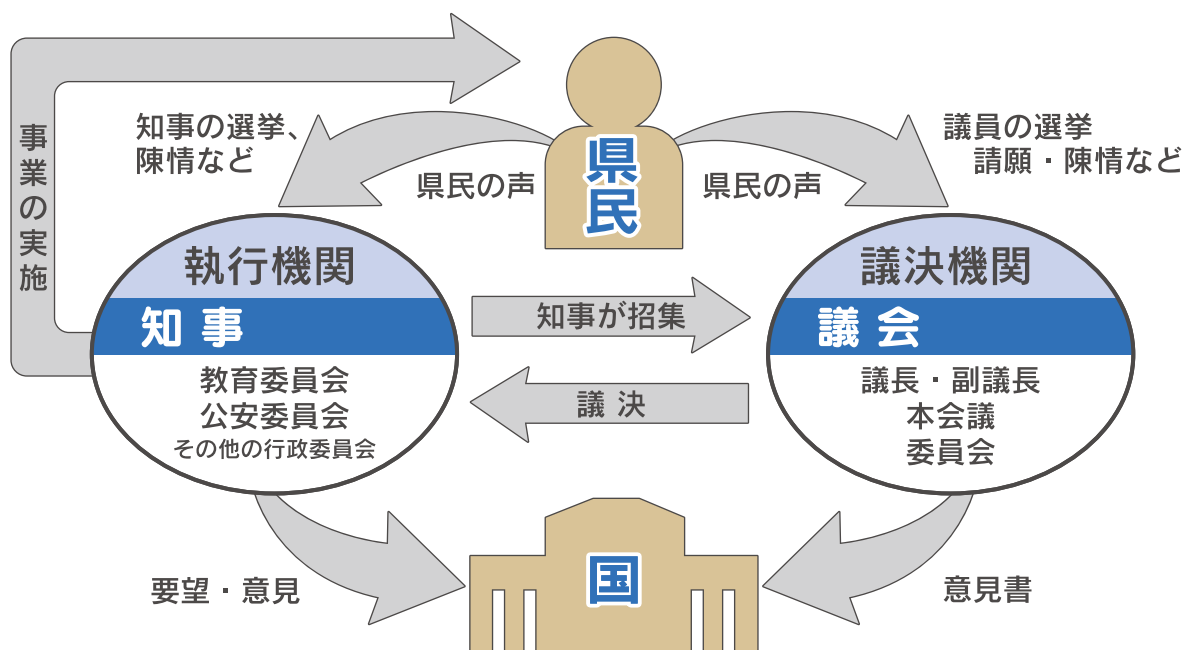 県民
知事の選挙、
陳情など
県民の声
県民の声
議員の選挙
請願・陳情など
事業の実施
執行機関
知事
教育委員会
公安委員会
その他の行政委員会
知事が招集
議決
議決機関
議会
議長・副議長
本会議
委員会
要望・意見
国
意見書